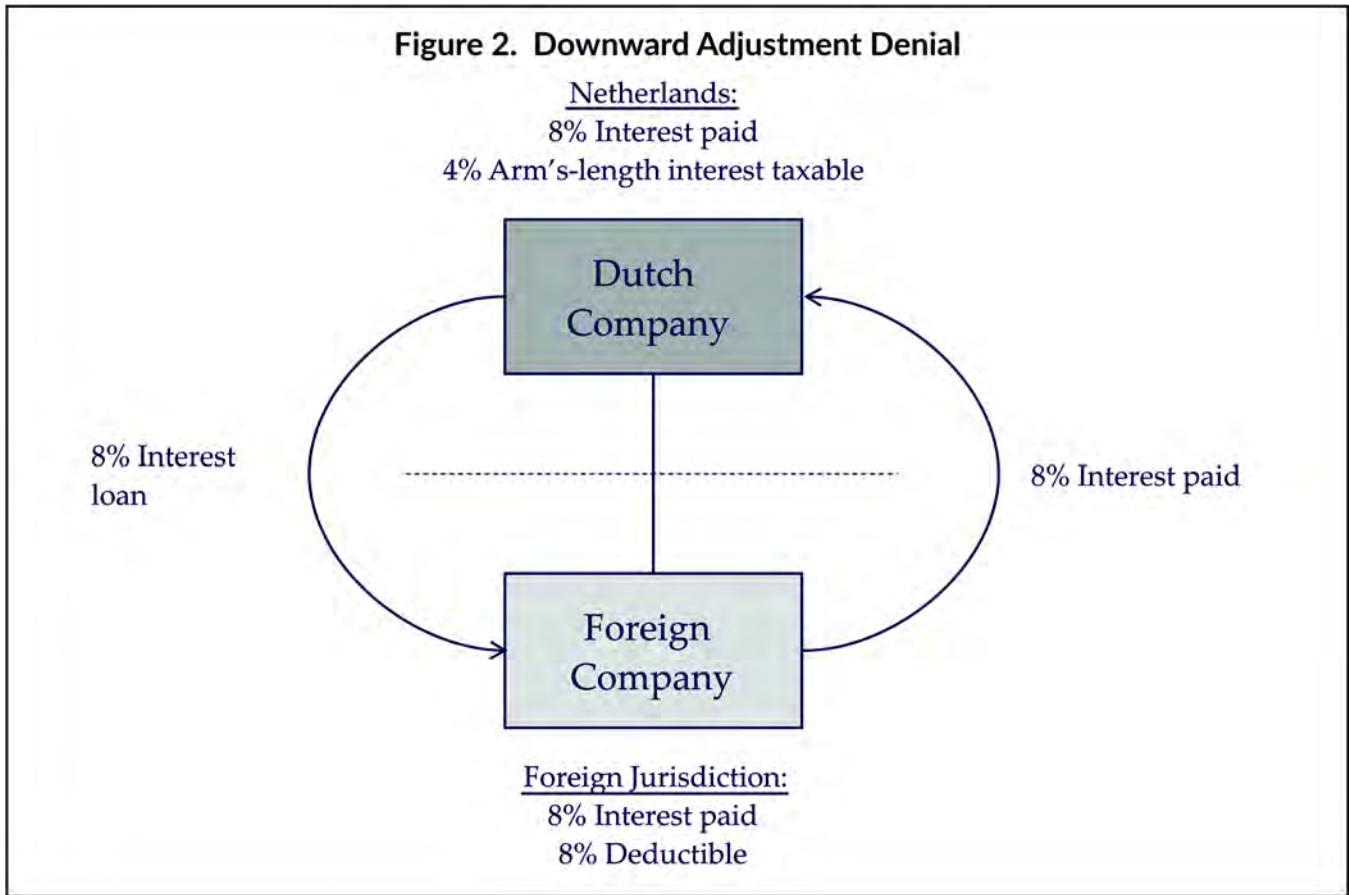 Figure 2. Downward Adjustment Denial
Netherlands:
8% Interest paid
4% Arm's-length interest taxable
Dutch
Company
8% Interest
loan
8% Interest paid
Foreign
Company
Foreign Jurisdiction:
8% Interest paid
8% Deductible